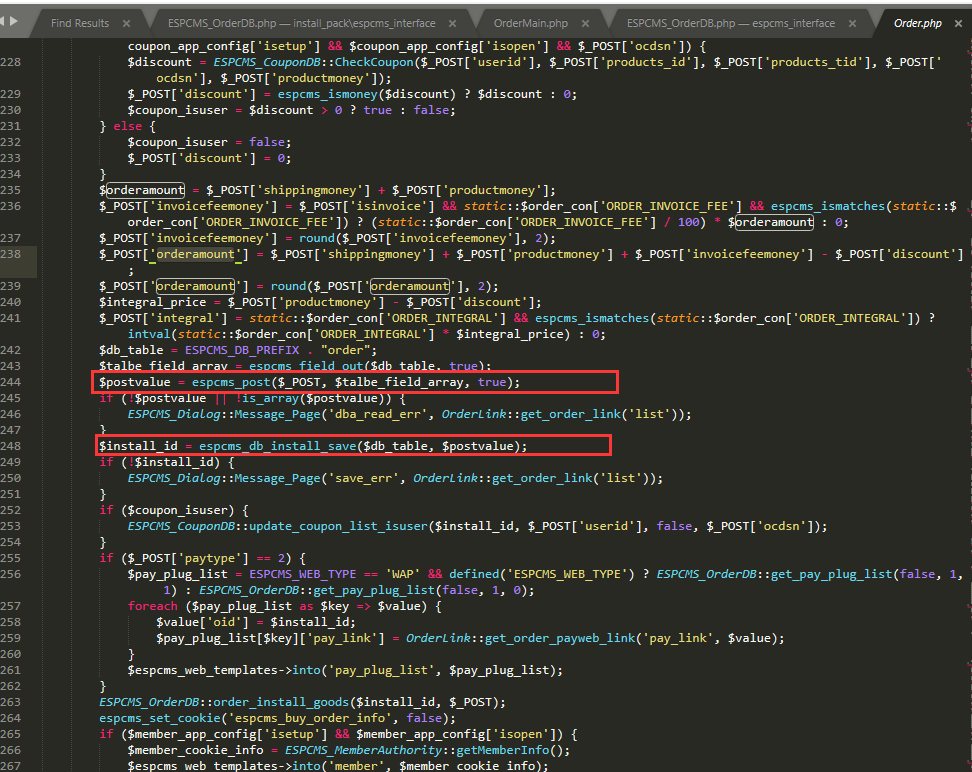 Find Results × ESPCMS_OrderDB.php — install_pack\espcms_interface × OrderMain.php × ESPCMS_OrderDB.php — espcms_interface × Order.php ×
coupon_app_config['isetup'] && $coupon_app_config['isopen'] && $_POST['ocdsn']) {
228 $discount = ESPCMS_CouponDB::CheckCoupon($_POST['userid'], $_POST['products_id'], $_POST['products_tid'], $_POST['
ocdsn'], $_POST['productmoney']);
229 $_POST['discount'] = espcms_ismoney($discount) ? $discount : 0;
230 $coupon_isuser = $discount > 0 ? true : false;
231 } else {
232 $coupon_isuser = false;
233 $_POST['discount'] = 0;
234 }
235 $orderamount = $_POST['shippingmoney'] + $_POST['productmoney'];
236 $_POST['invoicefeemoney'] = $_POST['isinvoice'] && static::$order_con['ORDER_INVOICE_FEE'] && espcms_ismatches(static::$
order_con['ORDER_INVOICE_FEE']) ? (static::$order_con['ORDER_INVOICE_FEE'] / 100) * $orderamount : 0;
237 $_POST['invoicefeemoney'] = round($_POST['invoicefeemoney'], 2);
238 $_POST['orderamount'] = $_POST['shippingmoney'] + $_POST['productmoney'] + $_POST['invoicefeemoney'] - $_POST['discount']
;
239 $_POST['orderamount'] = round($_POST['orderamount'], 2);
240 $integral_price = $_POST['productmoney'] - $_POST['discount'];
241 $_POST['integral'] = static::$order_con['ORDER_INTEGRAL'] && espcms_ismatches(static::$order_con['ORDER_INTEGRAL']) ?
intval(static::$order_con['ORDER_INTEGRAL'] * $integral_price) : 0;
242 $db_table = ESPCMS_DB_PREFIX . "order";
243 $talbe_field_array = espcms_field_out($db_table, true);
244 $postvalue = espcms_post($_POST, $talbe_field_array, true);
245 if (!$postvalue || !is_array($postvalue)) {
246 ESPCMS_Dialog::Message_Page('dba_read_err', OrderLink::get_order_link('list'));
247 }
248 $install_id = espcms_db_install_save($db_table, $postvalue);
249 if (!$install_id) {
250 ESPCMS_Dialog::Message_Page('save_err', OrderLink::get_order_link('list'));
251 }
252 if ($coupon_isuser) {
253 ESPCMS_CouponDB::update_coupon_list_isuser($install_id, $_POST['userid'], false, $_POST['ocdsn']);
254 }
255 if ($_POST['paytype'] == 2) {
256 $pay_plug_list = ESPCMS_WEB_TYPE == 'WAP' && defined('ESPCMS_WEB_TYPE') ? ESPCMS_OrderDB::get_pay_plug_list(false, 1,
1) : ESPCMS_OrderDB::get_pay_plug_list(false, 1, 0);
257 foreach ($pay_plug_list as $key => $value) {
258 $value['oid'] = $install_id;
259 $pay_plug_list[$key]['pay_link'] = OrderLink::get_order_payweb_link('pay_link', $value);
260 }
261 $espcms_web_templates->into('pay_plug_list', $pay_plug_list);
262 }
263 ESPCMS_OrderDB::order_install_goods($install_id, $_POST);
264 espcms_set_cookie('espcms_buy_order_info', false);
265 if ($member_app_config['isetup'] && $member_app_config['isopen']) {
266 $member_cookie_info = ESPCMS_MemberAuthority::getMemberInfo();
267 $espcms_web_templates->into('member', $member_cookie_info);